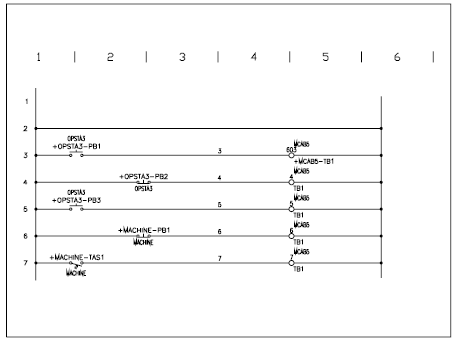 1 | 2 | 3 | 4 | 5 | 6 |
1
2
OPSTA3
+OPSTA3-PB1
3
3
MCAB5
603
+MCAB5-TB1
4
+OPSTA3-PB2
OPSTA3
4
MCAB5
4
TB1
OPSTA3
+OPSTA3-PB3
5
5
MCAB5
5
TB1
6
+MACHINE-PB1
MACHINE
6
MCAB5
6
TB1
+MACHINE-TAS1
7
MACHINE
7
MCAB5
7
TB1